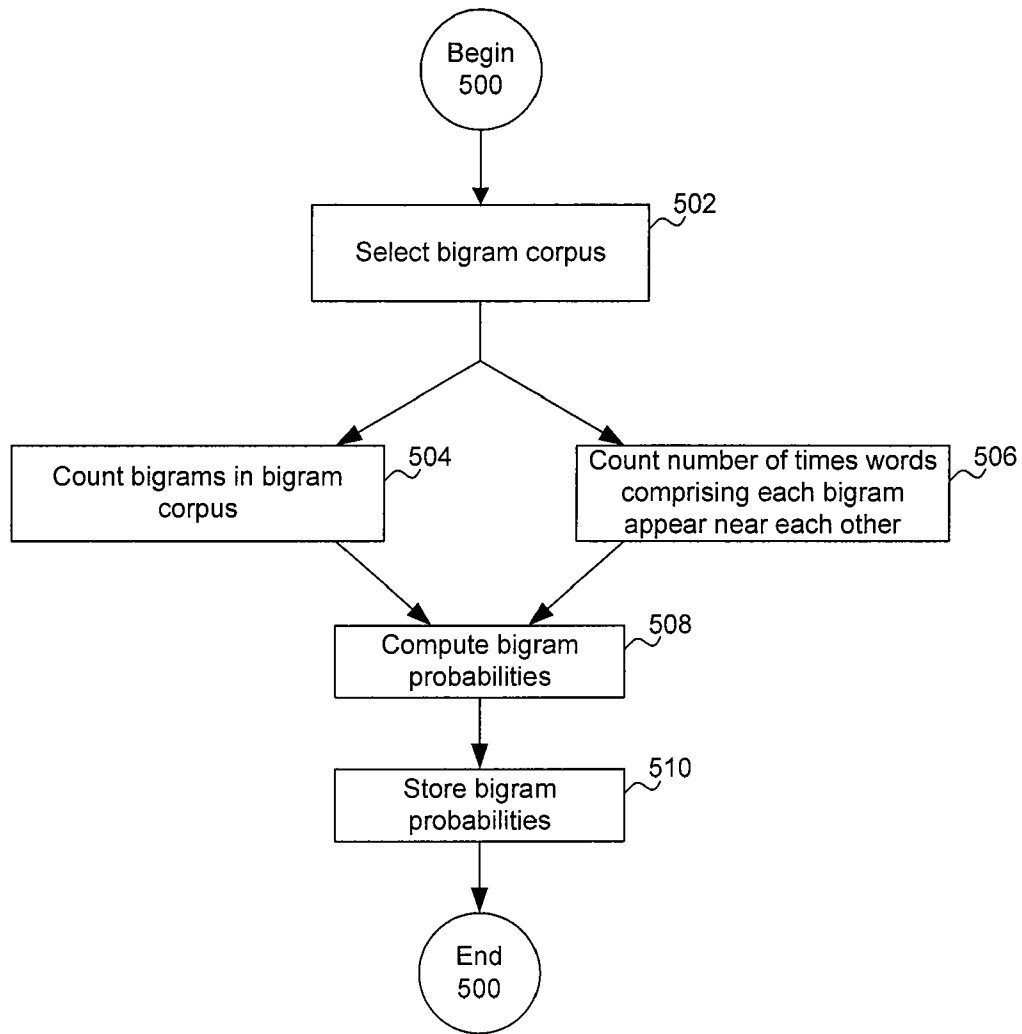 Begin
500
502
Select bigram corpus
504
Count bigrams in bigram
corpus
506
Count number of times words
comprising each bigram
appear near each other
508
Compute bigram
probabilities
510
Store bigram
probabilities
End
500